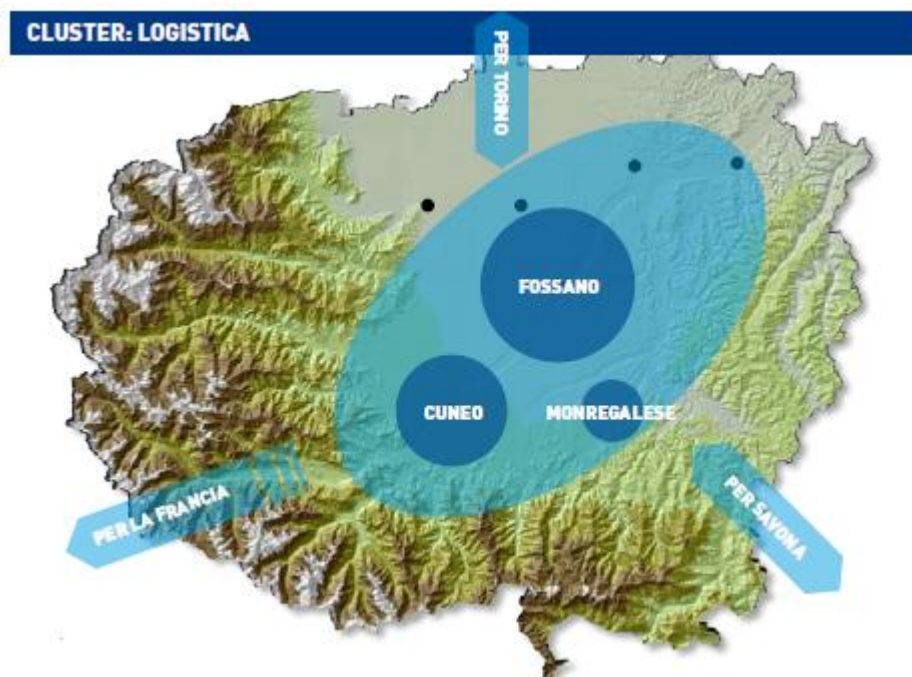 CLUSTER: LOGISTICA
PER TORINO
FOSSANO
CUNEO
MONREGALESE
PER LA FRANCIA
PER SAVONA